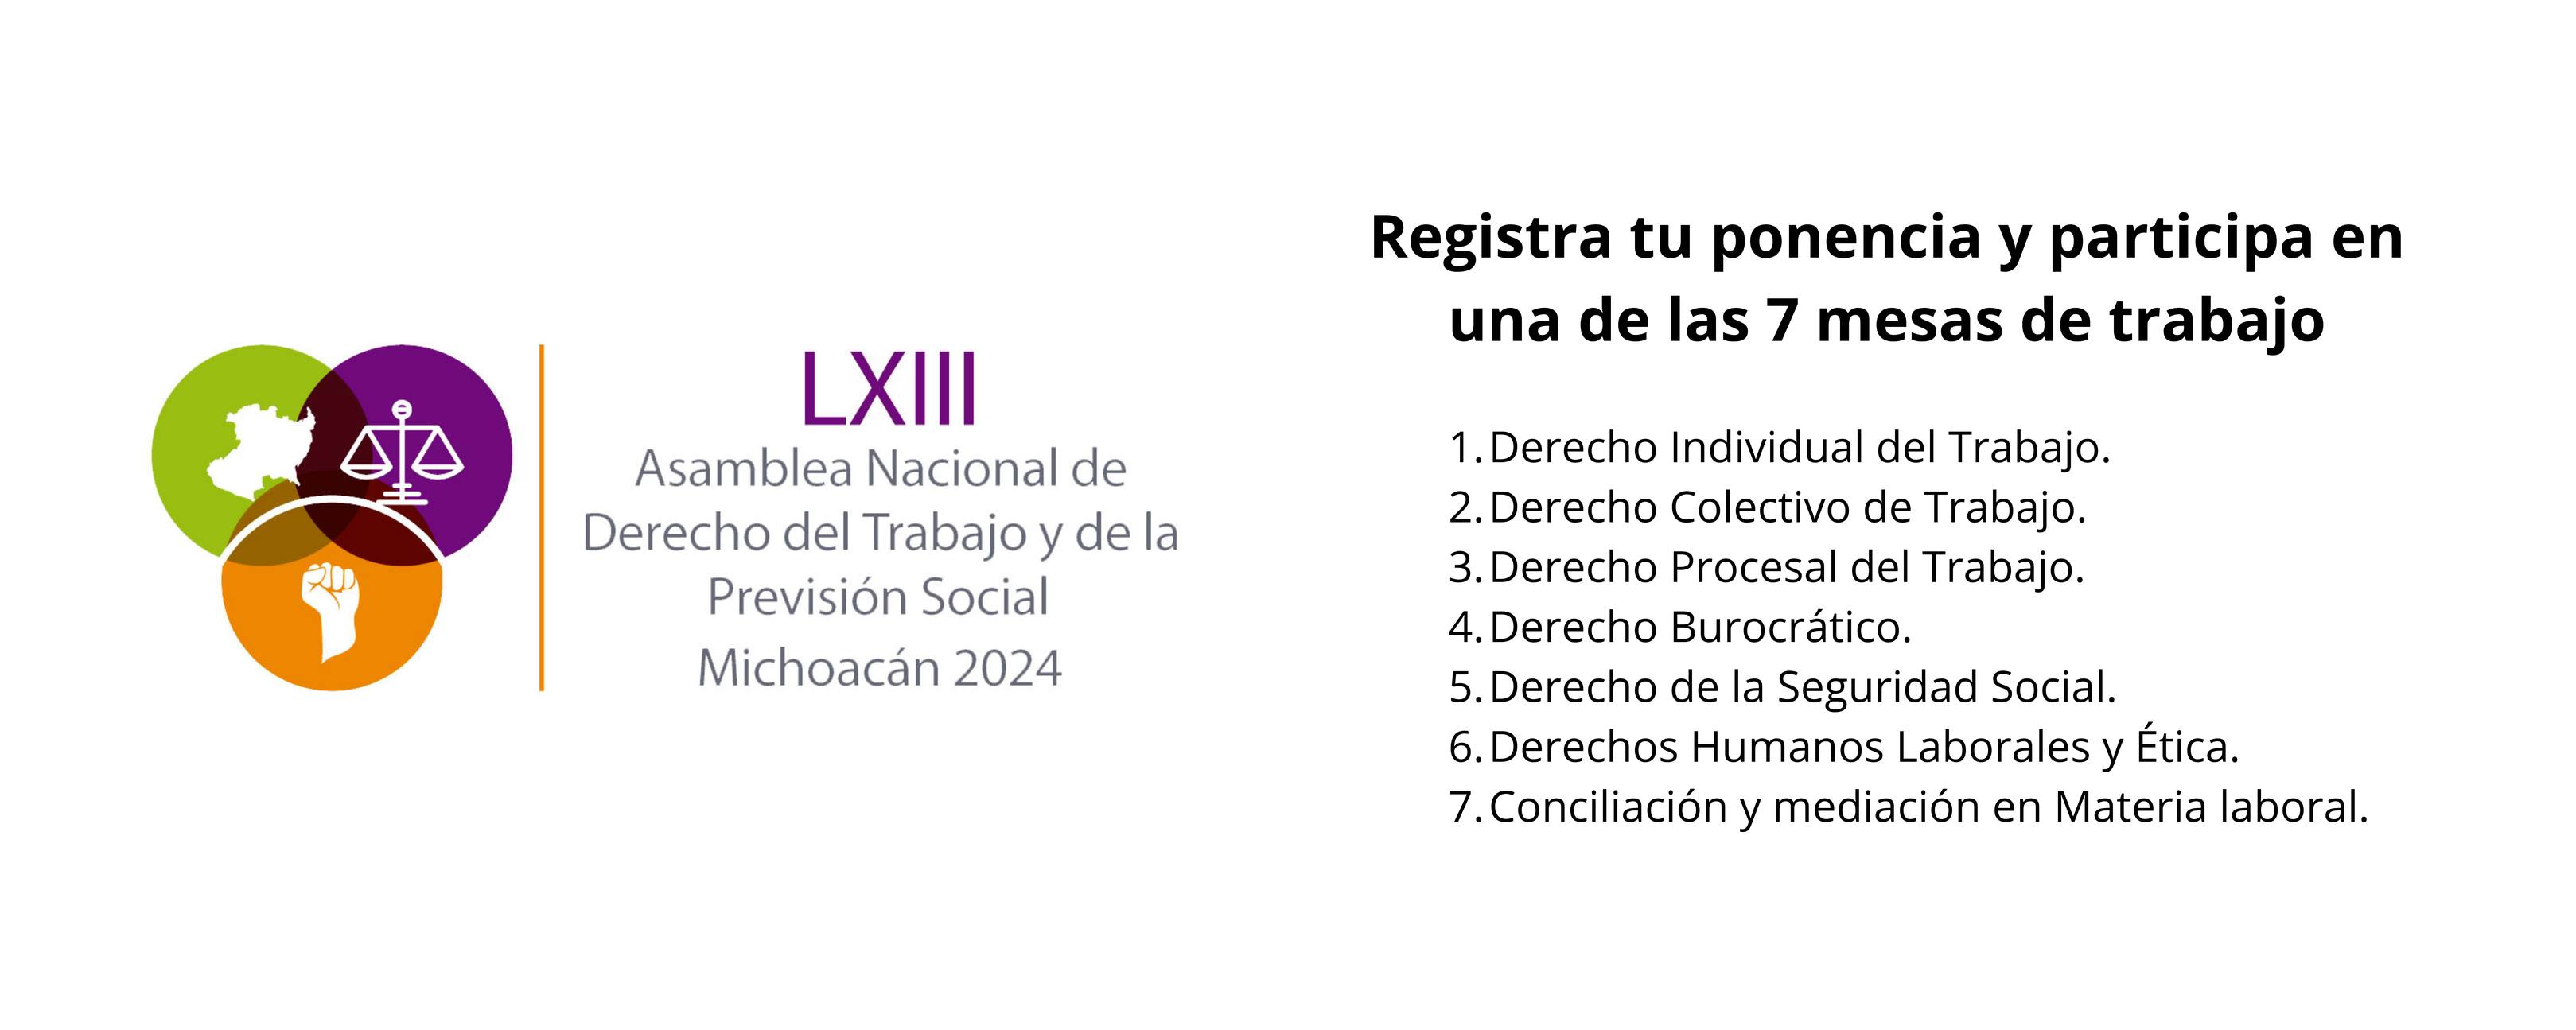 LXIII
Asamblea Nacional de
Derecho del Trabajo y de la
Previsión Social
Michoacán 2024
Registra tu ponencia y participa en
una de las 7 mesas de trabajo
1. Derecho Individual del Trabajo.
2. Derecho Colectivo de Trabajo.
3. Derecho Procesal del Trabajo.
4. Derecho Burocrático.
5. Derecho de la Seguridad Social.
6. Derechos Humanos Laborales y Ética.
7. Conciliación y mediación en Materia laboral.